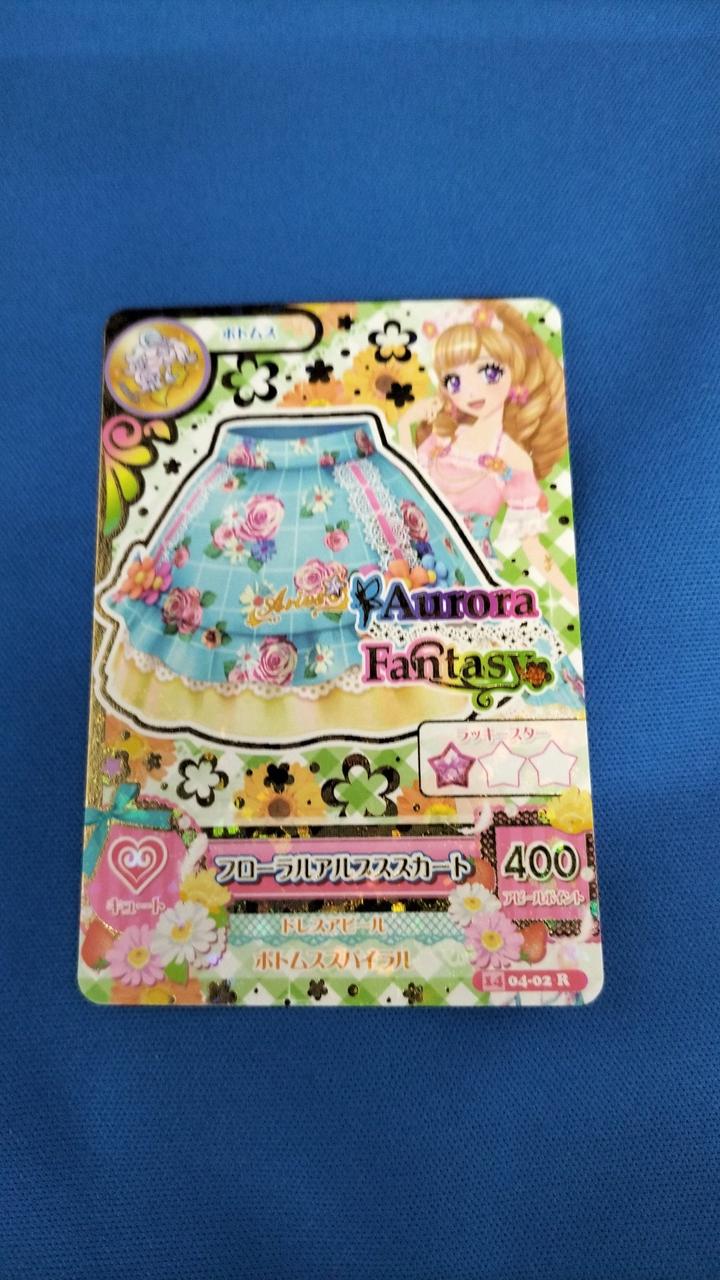 ボトムス
Aries
Aurora
Fantasy
ラッキースター
フローラルアルプススカート
400
キュート
アピールポイント
ドレスアピール
ボトムススパイラル
14 04-02 R